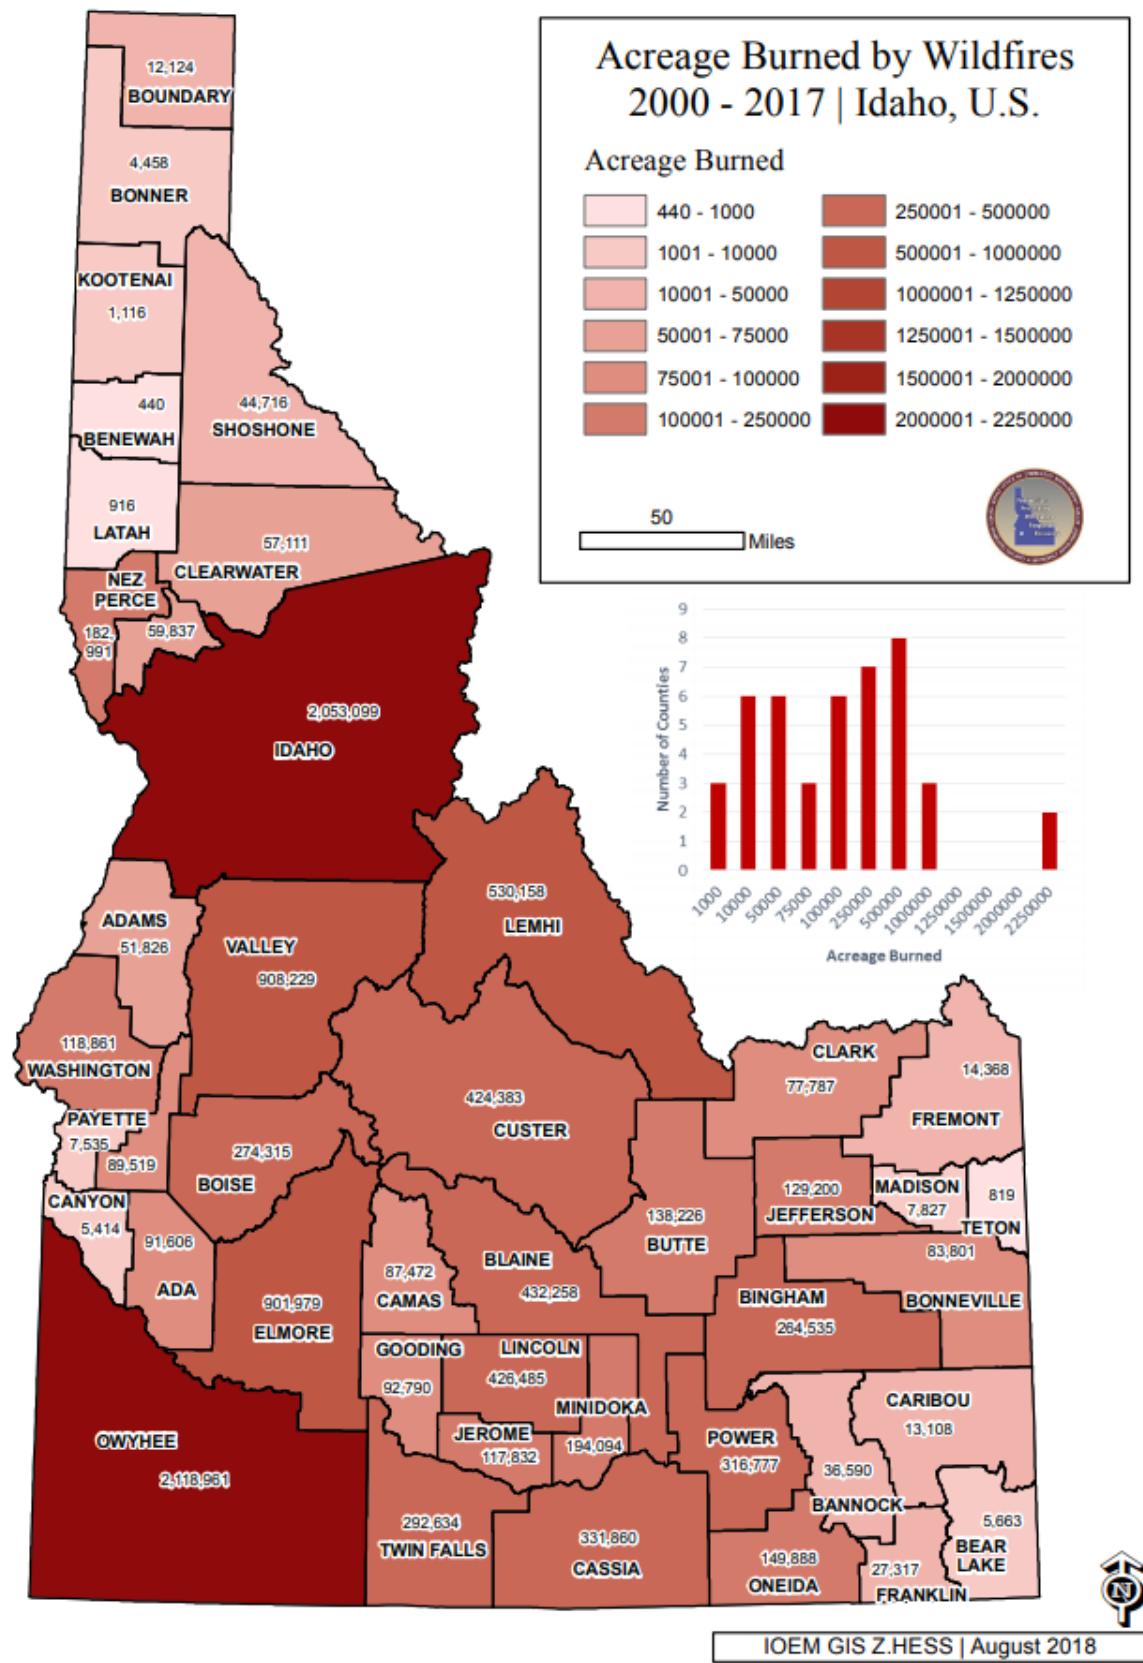 Acreage Burned by Wildfires
2000 - 2017 | Idaho, U.S.
Acreage Burned
440 - 1000
1001 - 10000
10001 - 50000
50001 - 75000
75001 - 100000
100001 - 250000
250001 - 500000
500001 - 1000000
1000001 - 1250000
1250001 - 1500000
1500001 - 2000000
2000001 - 2250000
50
Miles
12,124
BOUNDARY
4,458
BONNER
KOOTENAI
1,116
440
BENEWAH
44,716
SHOSHONE
916
LATAH
57,111
CLEARWATER
NEZ
PERCE
182,
991
59,837
2,053,099
IDAHO
Number of Counties
9
8
7
6
5
4
3
2
1
0
1000
10000
50000
75000
100000
250000
500000
1000000
1250000
1500000
2000000
2250000
Acreage Burned
530,158
LEMHI
ADAMS
51,826
VALLEY
908,229
118,861
WASHINGTON
PAYETTE
7,535
89,519
424,383
CUSTER
CLARK
77,787
14,368
FREMONT
274,315
BOISE
CANYON
5,414
91,606
ADA
138,226
BUTTE
129,200
JEFFERSON
MADISON
7,827
819
TETON
83,801
BONNEVILLE
BLAINE
432,258
87,472
CAMAS
901,979
ELMORE
BINGHAM
264,535
GOODING
92,790
LINCOLN
426,485
MINIDOKA
194,094
JEROME
117,832
CARIBOU
13,108
POWER
316,777
36,590
BANNOCK
OWYHEE
2,118,961
292,634
TWIN FALLS
331,860
CASSIA
149,888
ONEIDA
27,317
FRANKLIN
5,663
BEAR
LAKE
N
IOEM GIS Z.HESS | August 2018